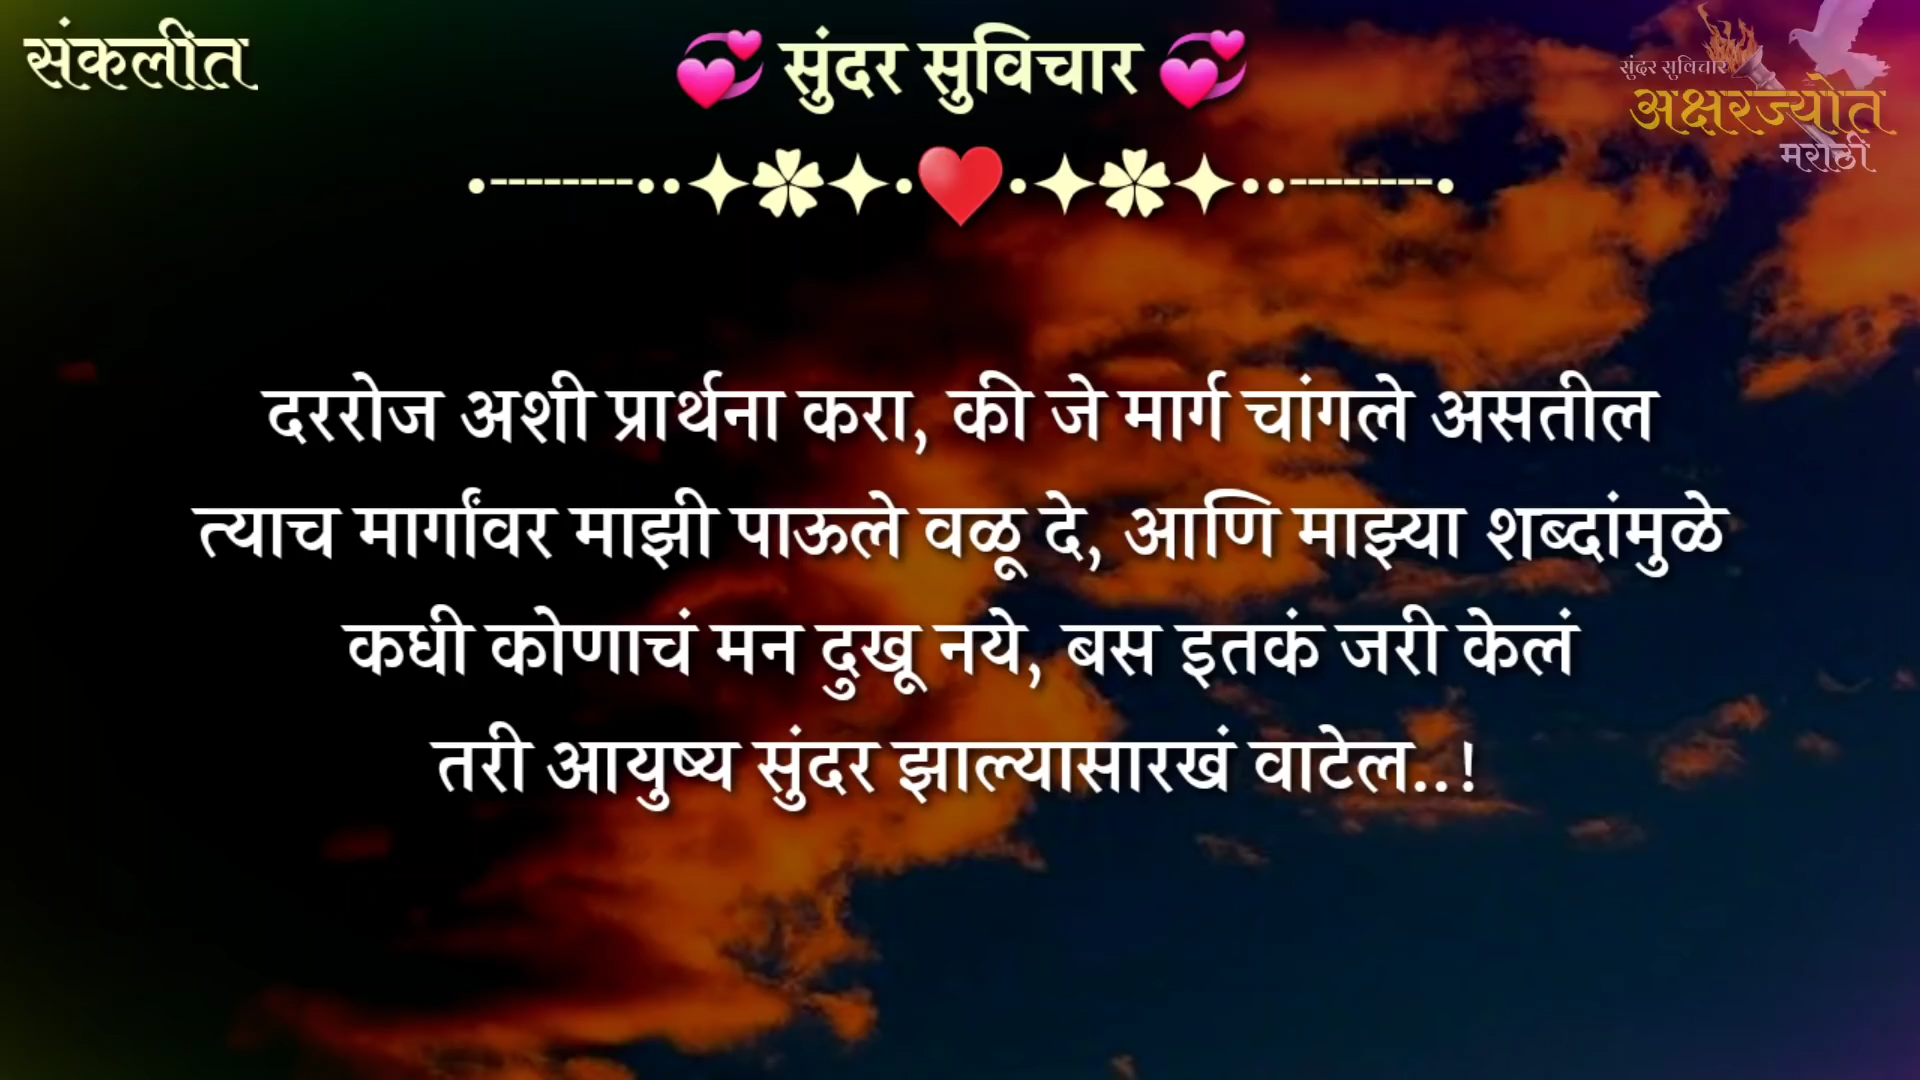 संकलीत
💞 सुंदर सुविचार 💞
सुंदर सुविचार
अक्षरज्योत
मराठी
दररोज अशी प्रार्थना करा, की जे मार्ग चांगले असतील
त्याच मार्गांवर माझी पाऊले वळू दे, आणि माझ्या शब्दांमुळे
कधी कोणाचं मन दुखू नये, बस इतकं जरी केलं
तरी आयुष्य सुंदर झाल्यासारखं वाटेल..!